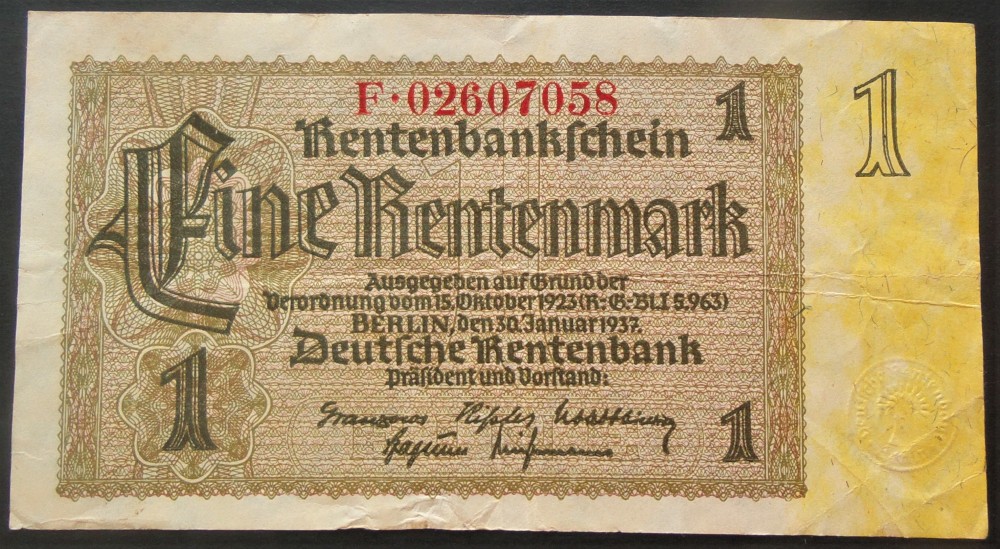 F·02607058
1
1
Rentenbankschein
Eine Rentenmark
Ausgegeben auf Grund der
Verordnung vom 15. Oktober 1923 (R.-G.-Bl. I S. 963)
BERLIN, den 30. Januar 1937.
Deutsche Rentenbank
Präsident und Vorstand:
1
1